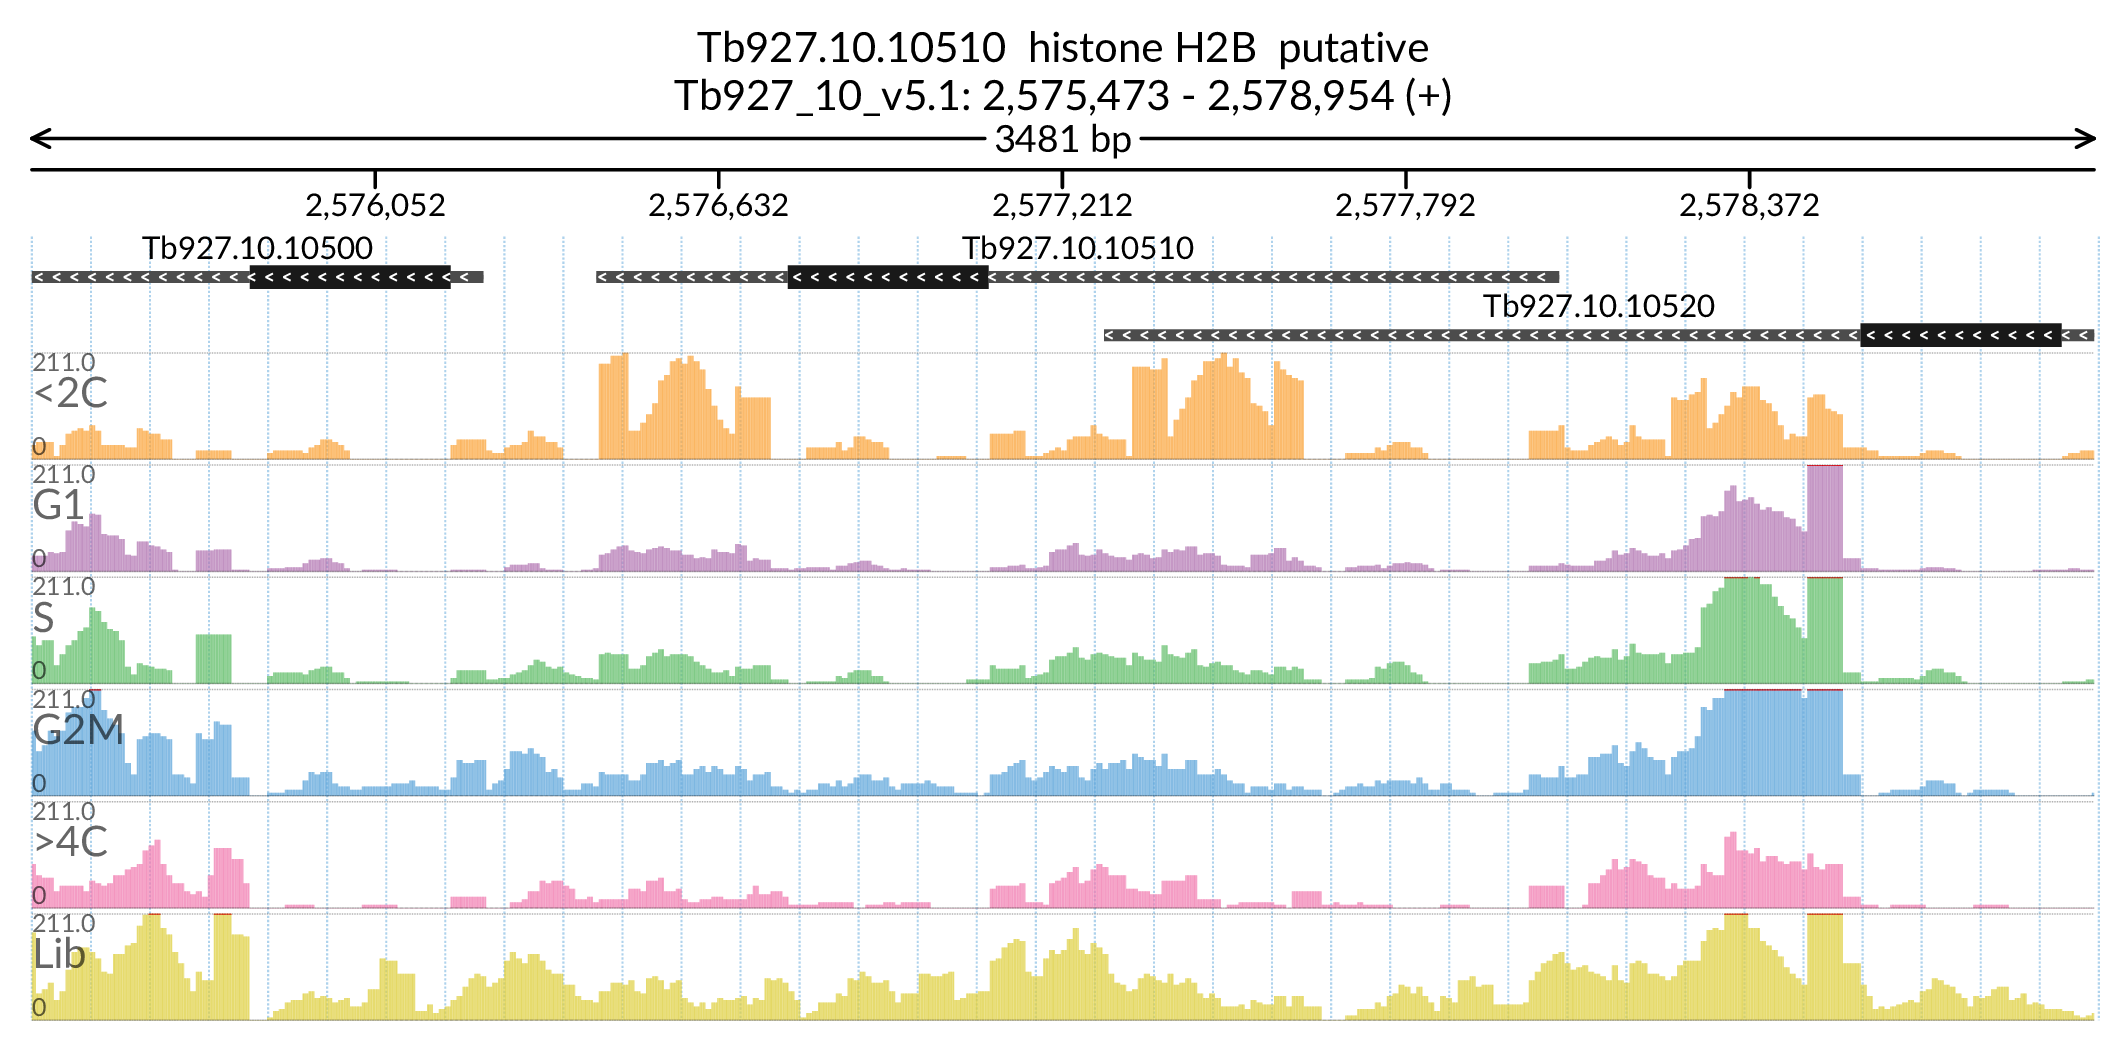 Tb927.10.10510  histone H2B  putative
Tb927_10_v5.1: 2,575,473 - 2,578,954 (+)
3481 bp
2,576,052 2,576,632 2,577,212 2,577,792 2,578,372
Tb927.10.10500 Tb927.10.10510
Tb927.10.10520
211.0
<2C
0
211.0
G1
0
211.0
S
0
211.0
G2M
0
211.0
>4C
0
211.0
Lib
0